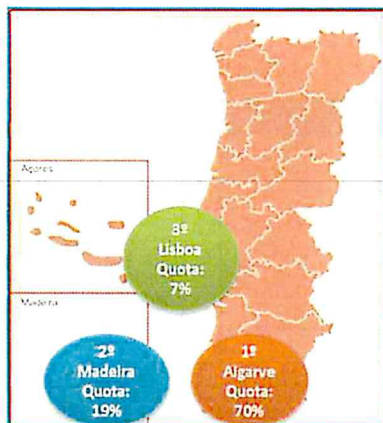 Açores
3º
Lisboa
Quota:
7%
Madeira
2º
Madeira
Quota:
19%
1º
Algarve
Quota:
70%